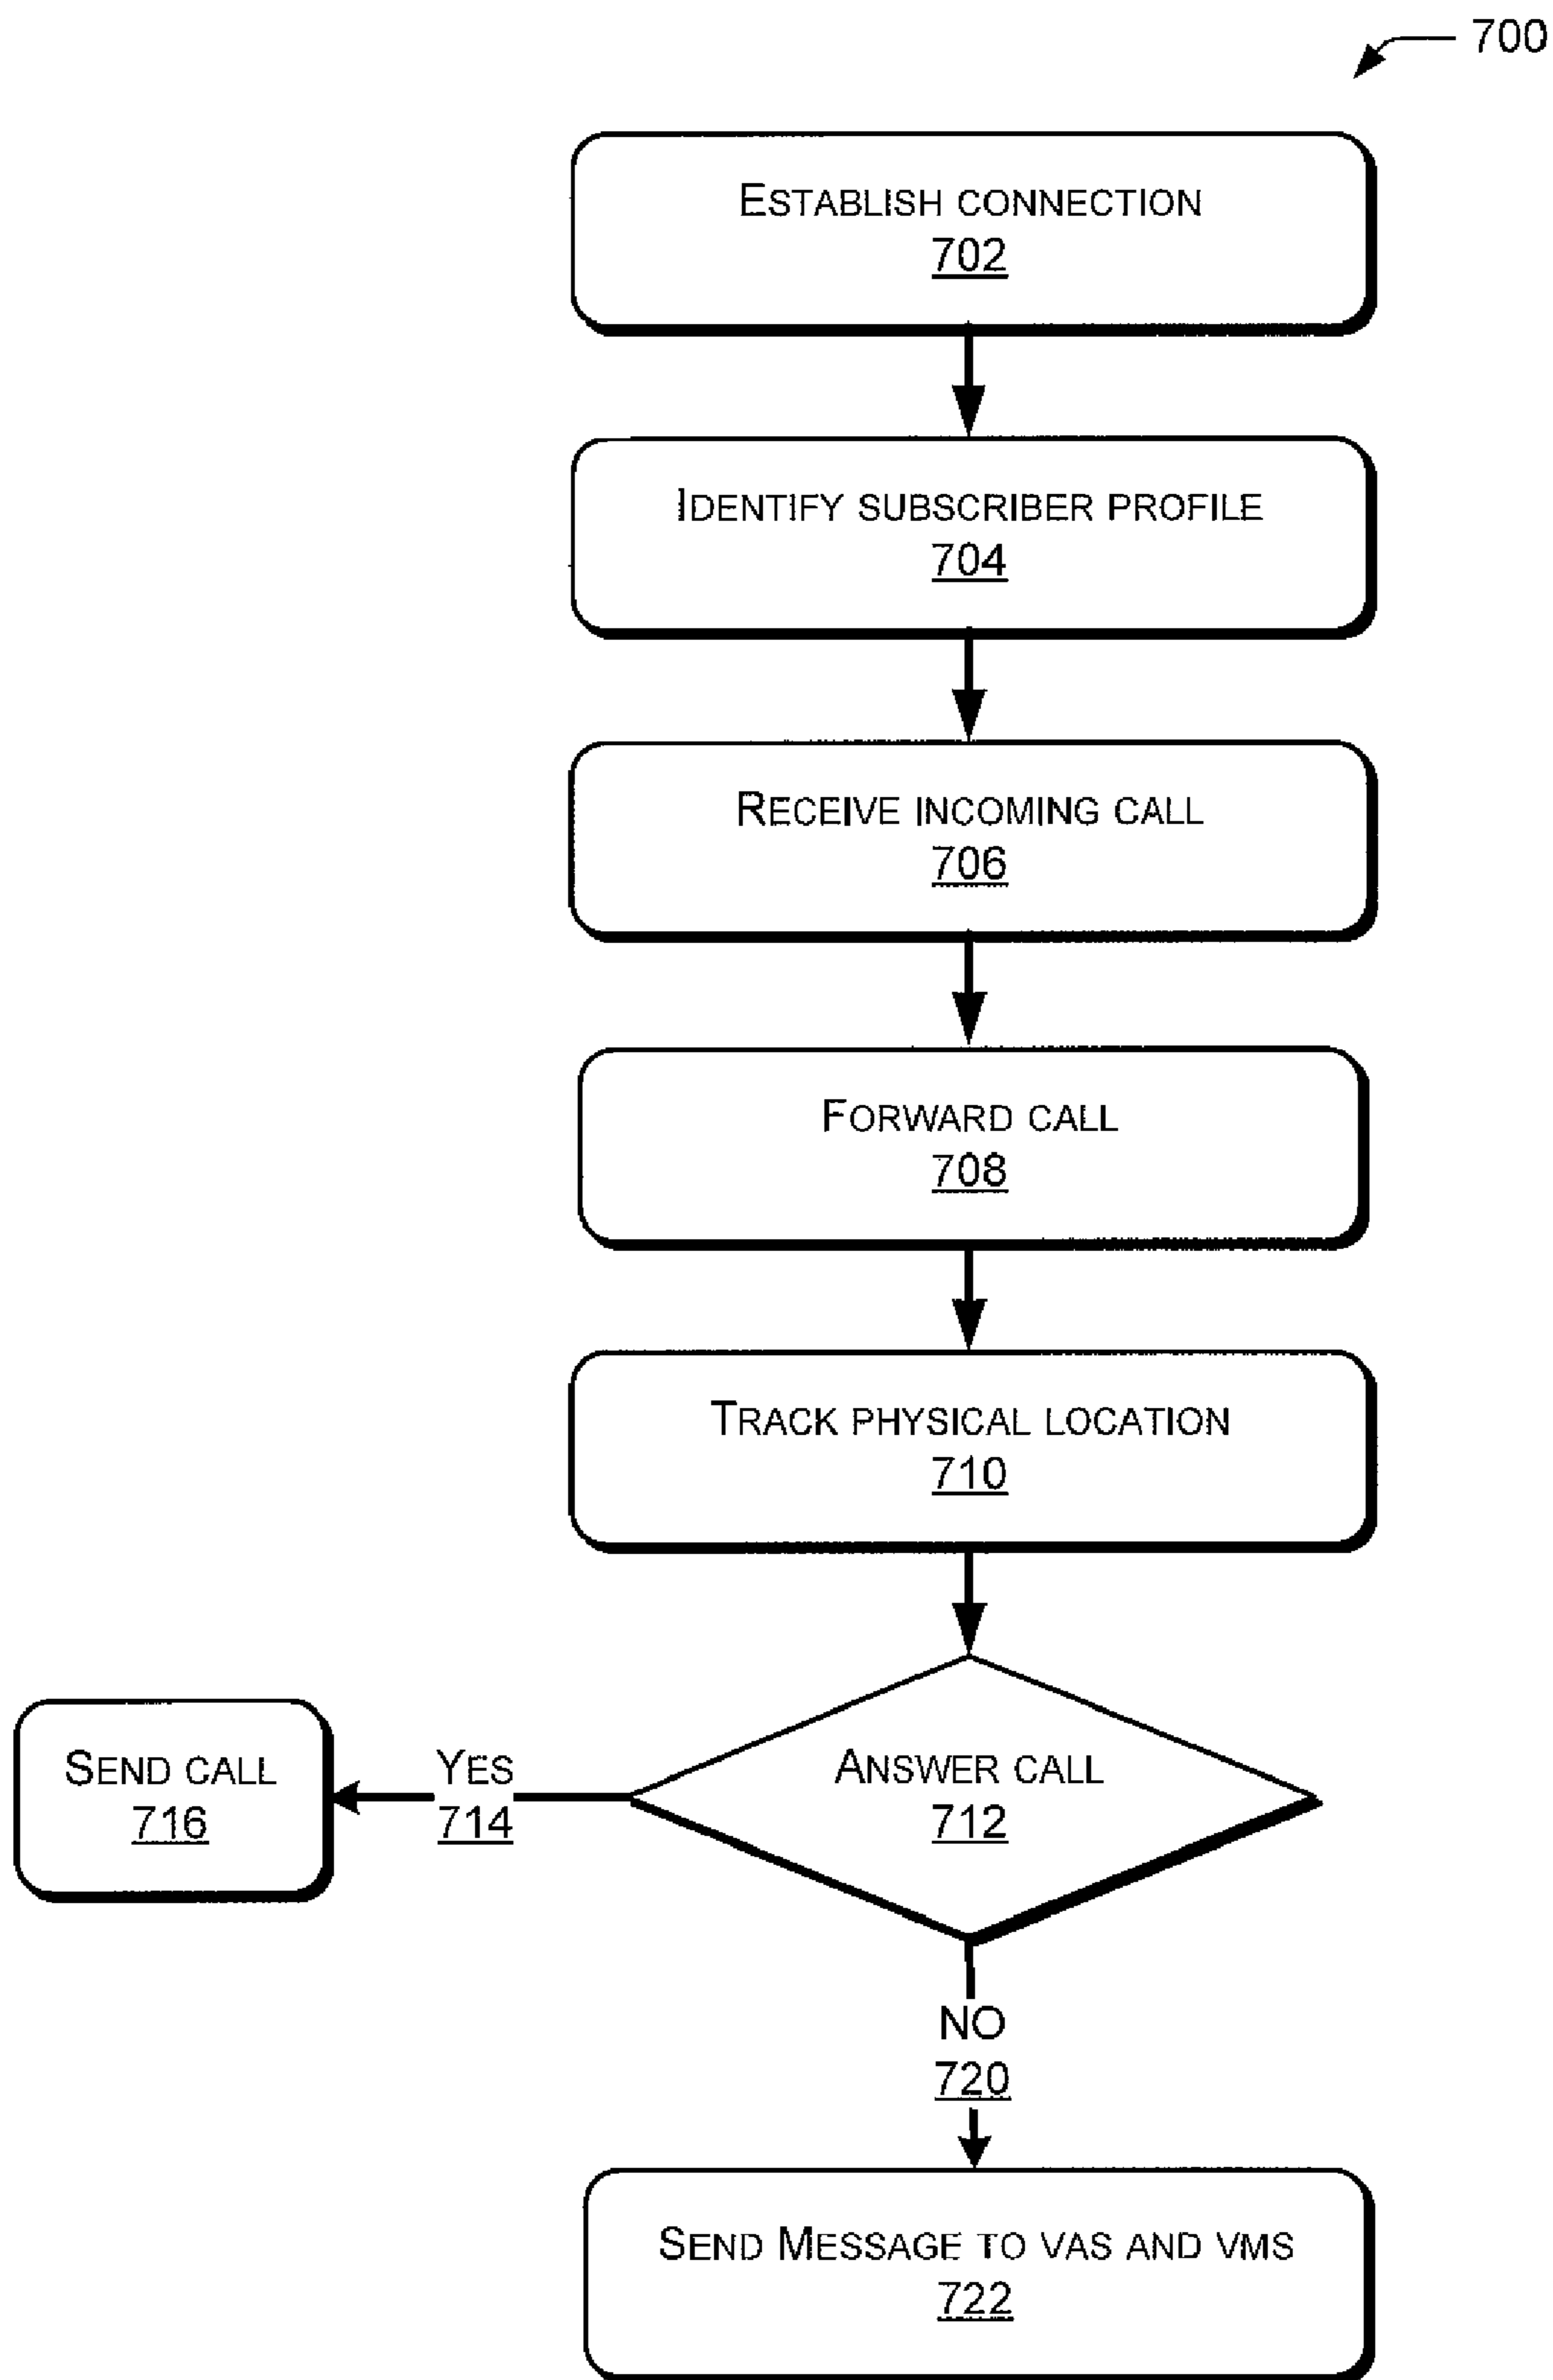 700
ESTABLISH CONNECTION
702
IDENTIFY SUBSCRIBER PROFILE
704
RECEIVE INCOMING CALL
706
FORWARD CALL
708
TRACK PHYSICAL LOCATION
710
ANSWER CALL
712
YES
714
SEND CALL
716
NO
720
SEND MESSAGE TO VAS AND VMS
722